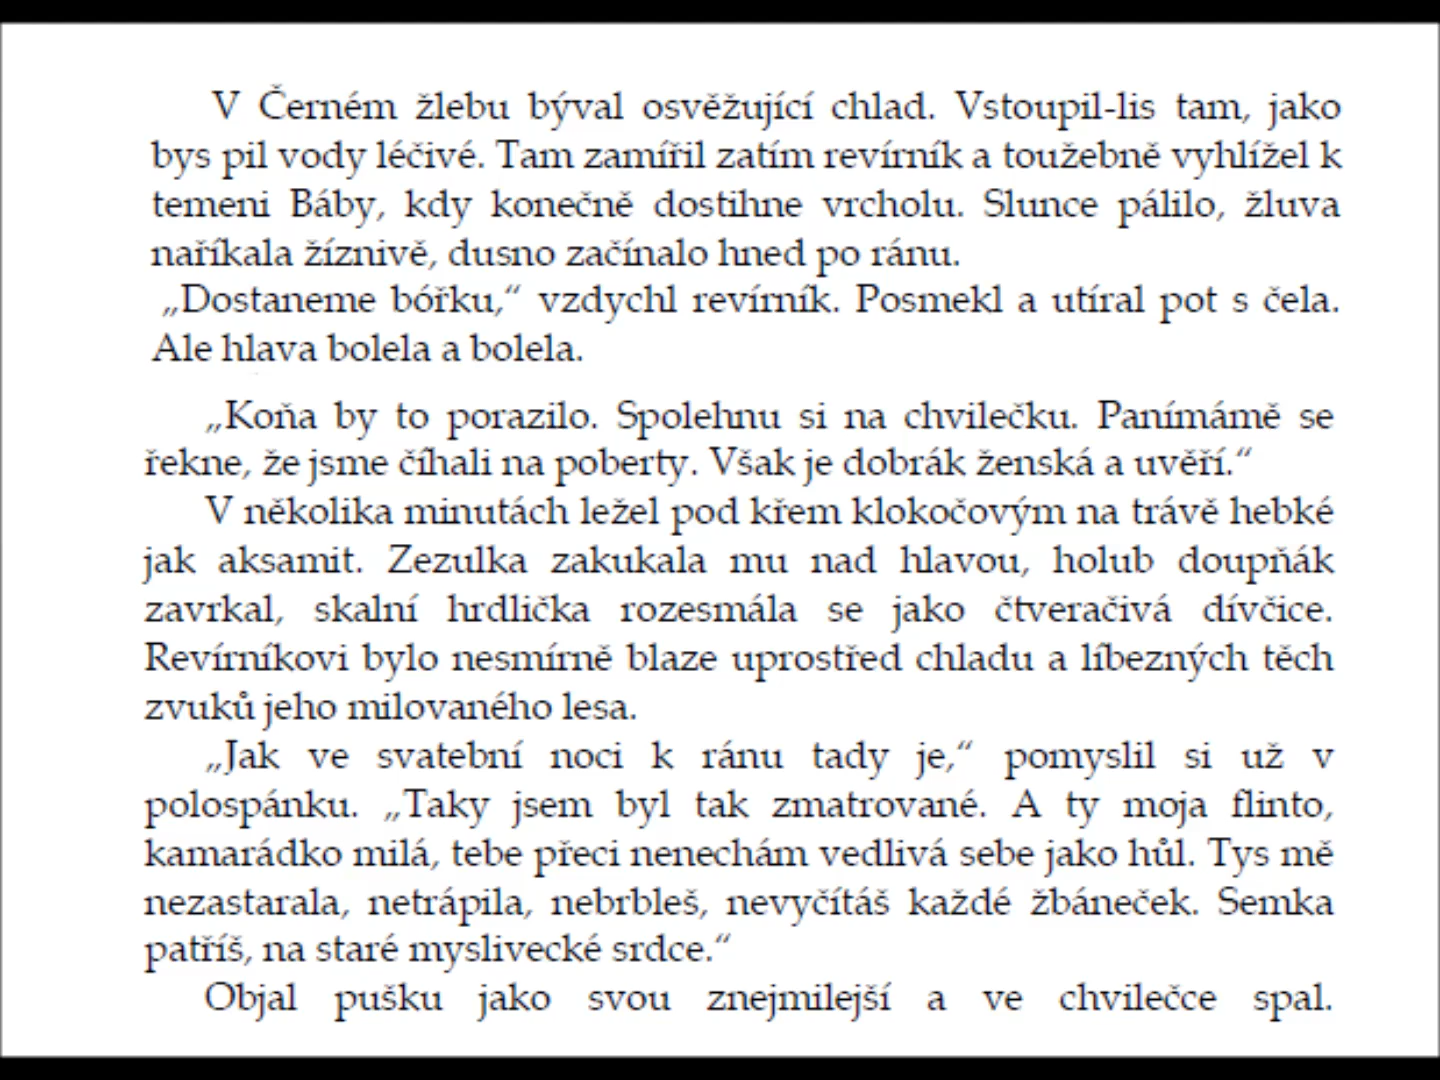 V Černém žlebu býval osvěžující chlad. Vstoupil-lis tam, jako
bys pil vody léčivé. Tam zamířil zatím revírník a toužebně vyhlížel k
temeni Báby, kdy konečně dostihne vrcholu. Slunce pálilo, žluva
naříkala žíznivě, dusno začínalo hned po ránu.
„Dostaneme bóřku,“ vzdychl revírník. Posmekl a utíral pot s čela.
Ale hlava bolela a bolela.
„Koňa by to porazilo. Spolehnu si na chvilečku. Panímámě se
řekne, že jsme číhali na poberty. Však je dobrák ženská a uvěří.“
V několika minutách ležel pod křem klokočovým na trávě hebké
jak aksamit. Zezulka zakukala mu nad hlavou, holub doupňák
zavrkal, skalní hrdlička rozesmála se jako čtveračivá dívčice.
Revírníkovi bylo nesmírně blaze uprostřed chladu a líbezných těch
zvuků jeho milovaného lesa.
„Jak ve svatební noci k ránu tady je,“ pomyslil si už v
polospánku. „Taky jsem byl tak zmatrované. A ty moja flinto,
kamarádko milá, tebe přeci nenechám vedlivá sebe jako hůl. Tys mě
nezastarala, netrápila, nebrbleš, nevyčítáš každé žbáneček. Semka
patříš, na staré myslivecké srdce.“
Objal pušku jako svou znejmilejší a ve chvilečce spal.